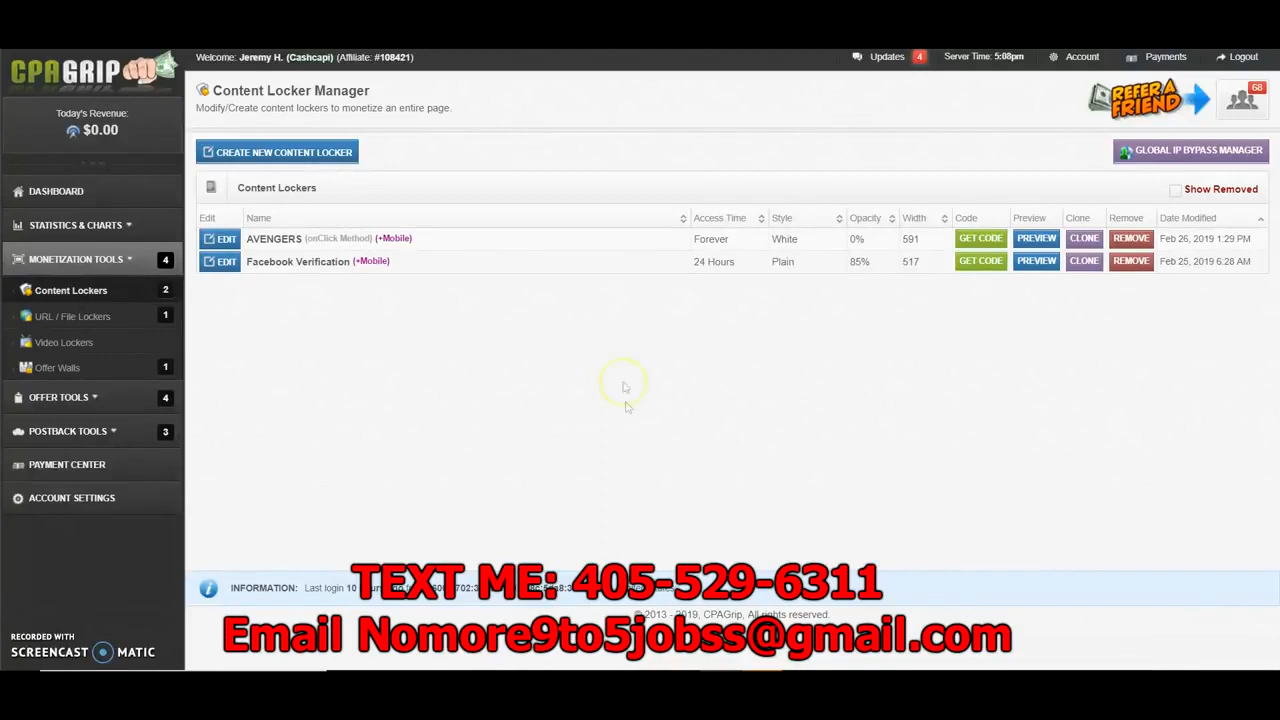 CPAGRIP
Welcome: Jeremy H. (Cashcapi) (Affiliate: #108421)
Updates 4 Server Time: 5:08pm Account Payments Logout
Today's Revenue:
$0.00
Content Locker Manager
Modify/Create content lockers to monetize an entire page.
REFER A FRIEND
68
CREATE NEW CONTENT LOCKER
GLOBAL IP BYPASS MANAGER
Content Lockers
Show Removed
Edit Name Access Time Style Opacity Width Code Preview Clone Remove Date Modified
EDIT AVENGERS (onClick Method) (+Mobile) Forever White 0% 591 GET CODE PREVIEW CLONE REMOVE Feb 26, 2019 1:29 PM
EDIT Facebook Verification (+Mobile) 24 Hours Plain 85% 517 GET CODE PREVIEW CLONE REMOVE Feb 25, 2019 6:28 AM
DASHBOARD
STATISTICS & CHARTS
MONETIZATION TOOLS 4
Content Lockers 2
URL / File Lockers 1
Video Lockers
Offer Walls 1
OFFER TOOLS 4
POSTBACK TOOLS 3
PAYMENT CENTER
ACCOUNT SETTINGS
INFORMATION: Last login 10
TEXT ME: 405-529-6311
© 2013 - 2019, CPAGrip, All rights reserved.
Email Nomore9to5jobss@gmail.com
RECORDED WITH
SCREENCAST MATIC